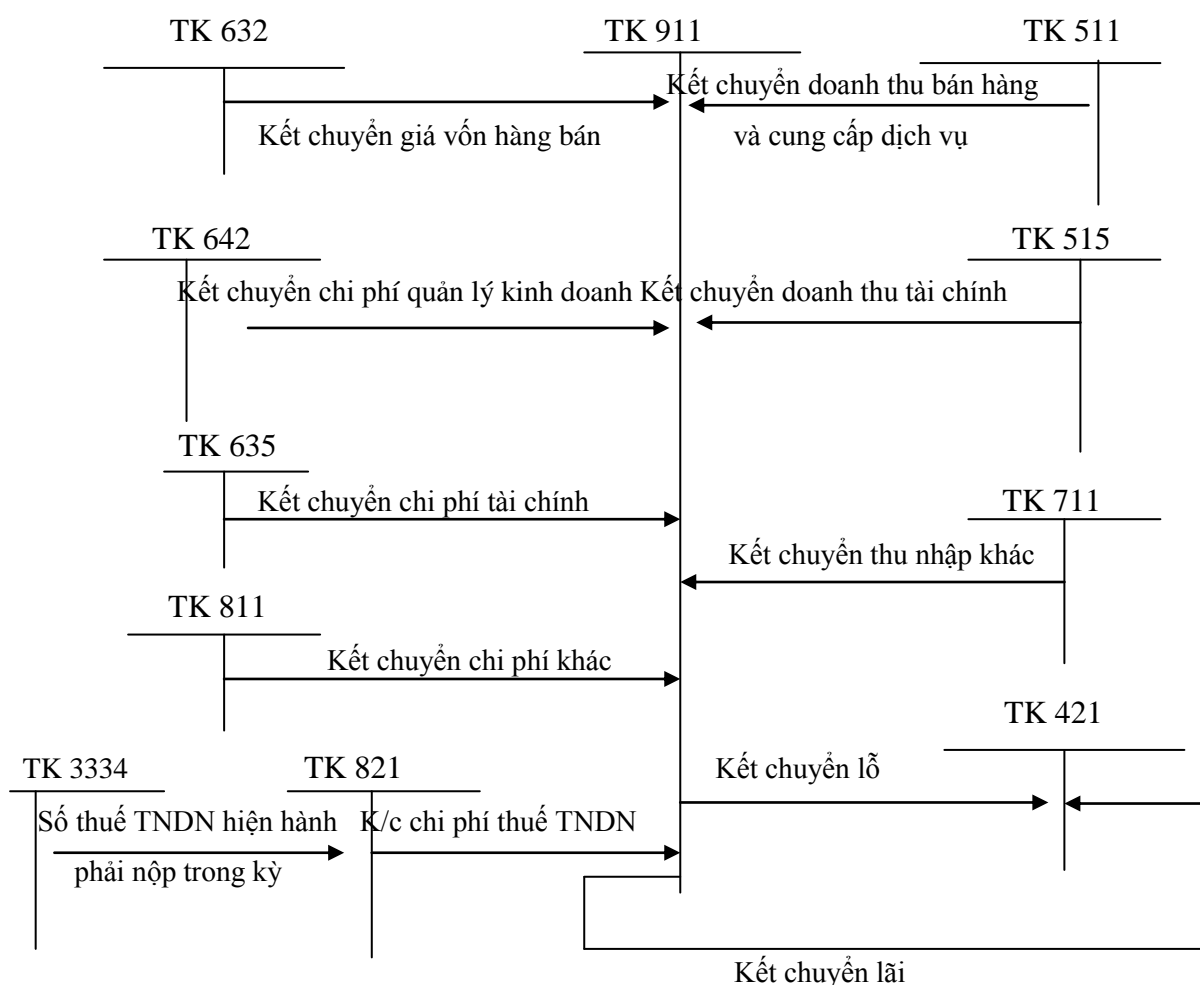 TK 632
TK 911
TK 511
Kết chuyển doanh thu bán hàng
Kết chuyển giá vốn hàng bán
và cung cấp dịch vụ
TK 642
TK 515
Kết chuyển chi phí quản lý kinh doanh
Kết chuyển doanh thu tài chính
TK 635
Kết chuyển chi phí tài chính
TK 711
Kết chuyển thu nhập khác
TK 811
Kết chuyển chi phí khác
TK 421
TK 3334
TK 821
Kết chuyển lỗ
Số thuế TNDN hiện hành
phải nộp trong kỳ
K/c chi phí thuế TNDN
Kết chuyển lãi